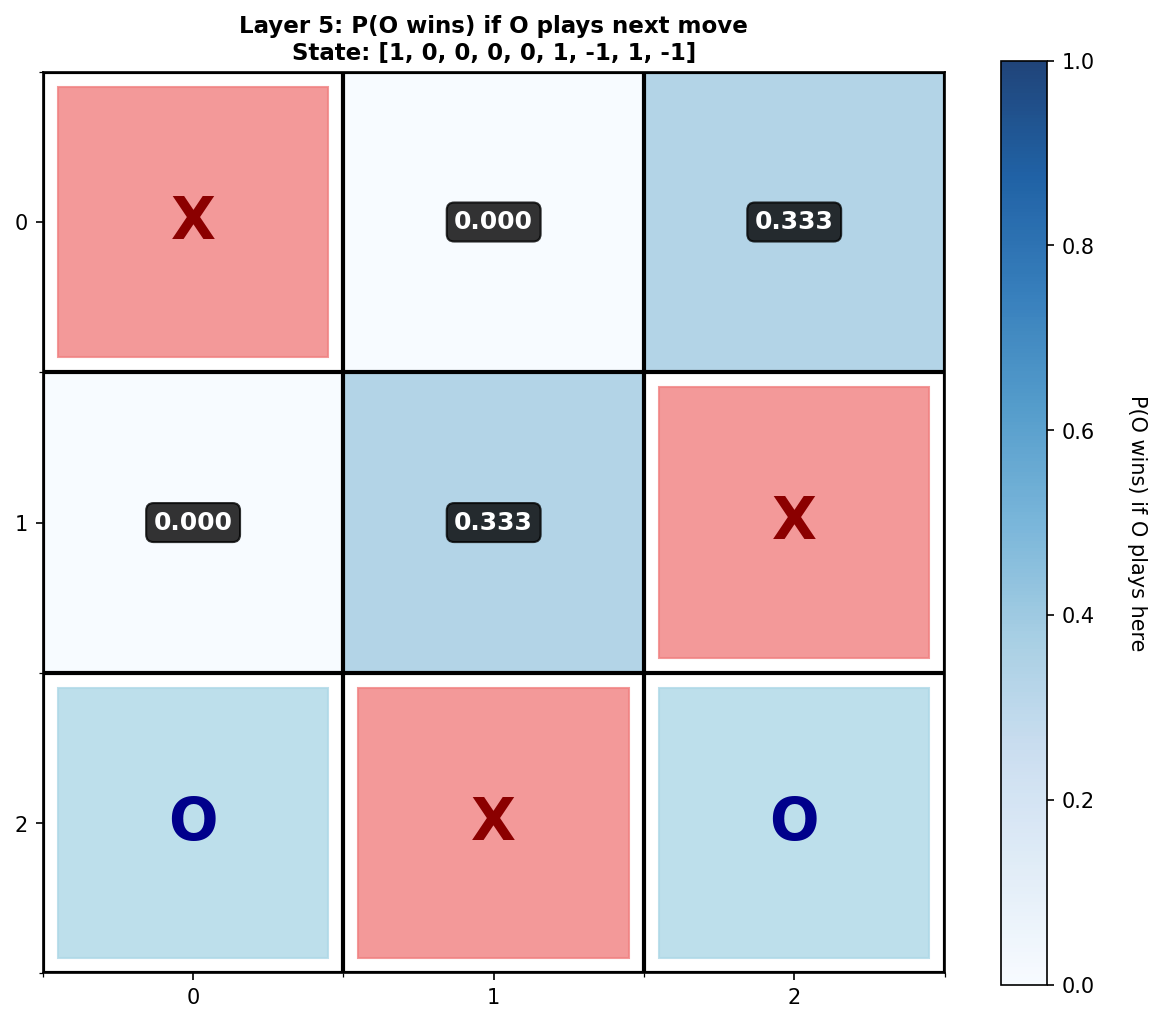 Layer 5: P(O wins) if O plays next move
State: [1, 0, 0, 0, 0, 1, -1, 1, -1]
0
X
0.000
0.333
1
0.000
0.333
X
2
O
X
O
0
1
2
1.0
0.8
0.6
0.4
0.2
0.0
P(O wins) if O plays here